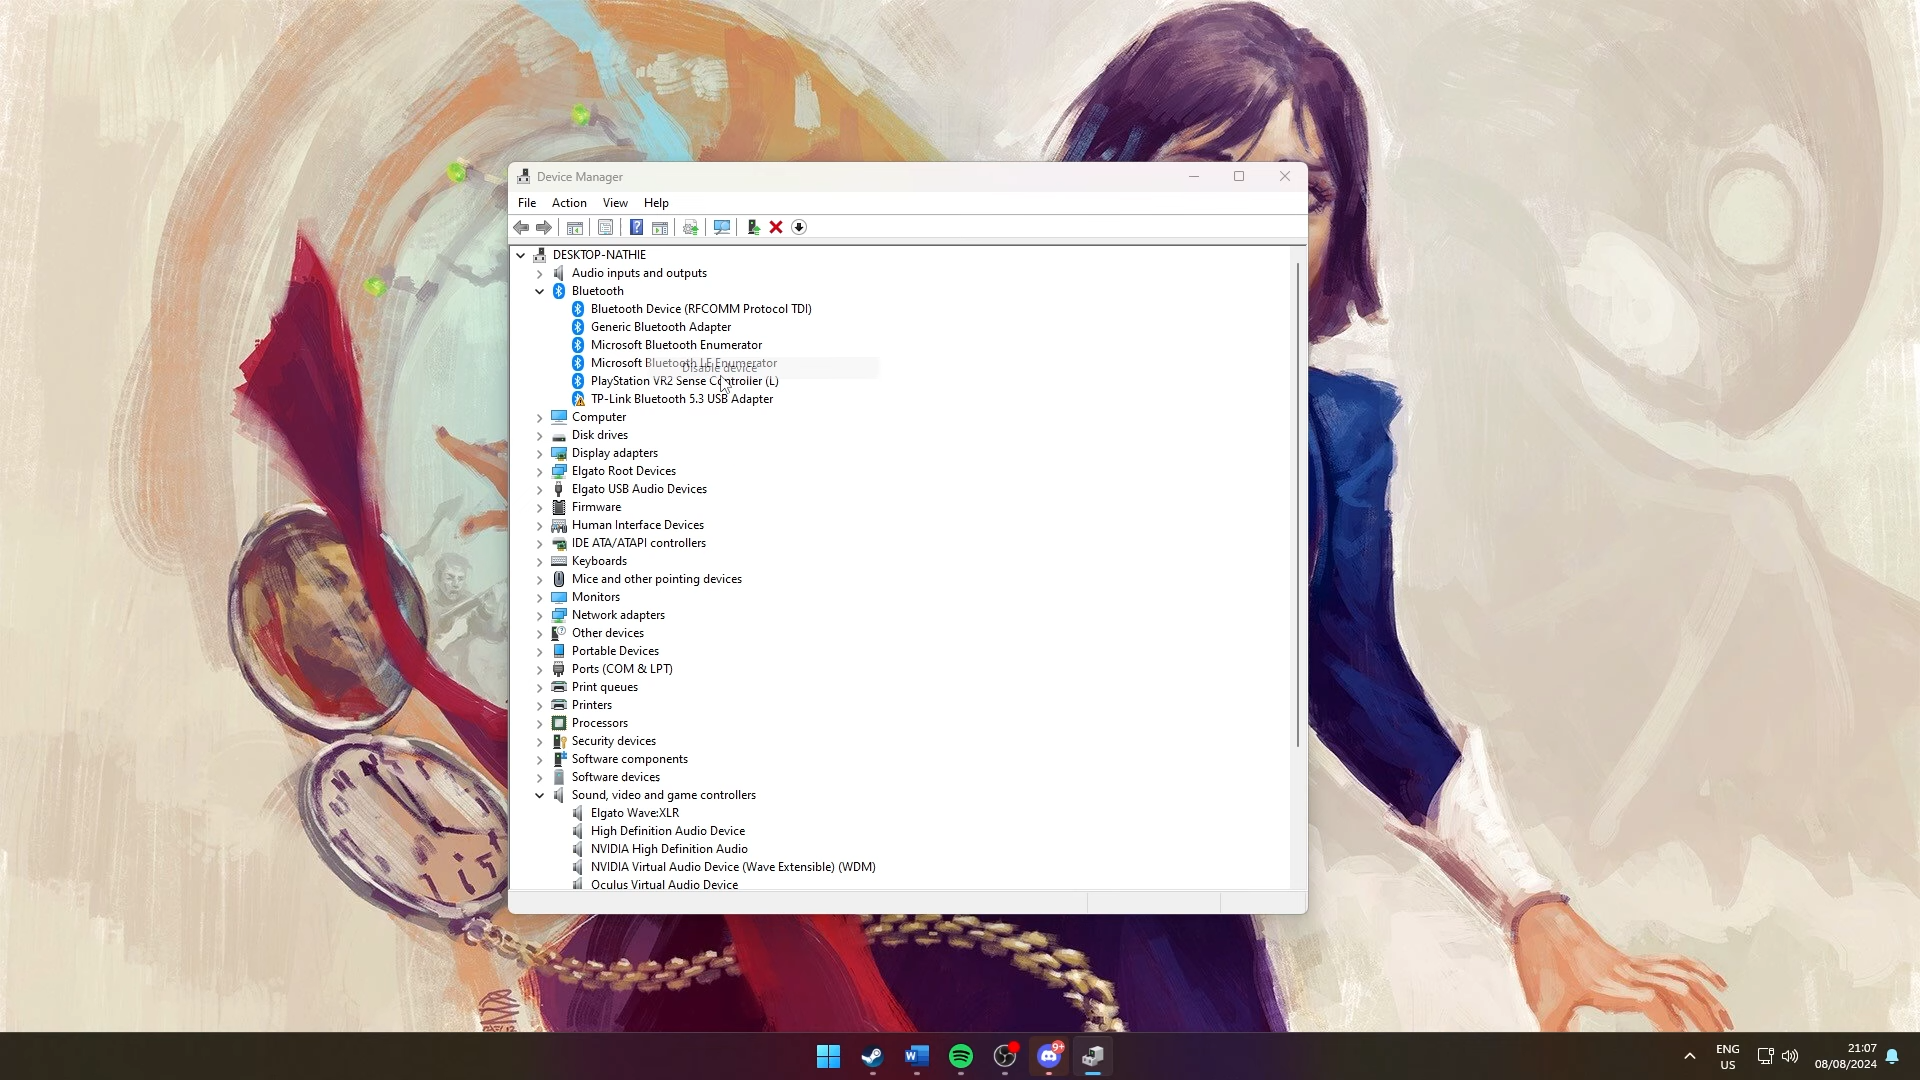 Device Manager
File Action View Help
DESKTOP-NATHIE
Audio inputs and outputs
Bluetooth
Bluetooth Device (RFCOMM Protocol TDI)
Generic Bluetooth Adapter
Microsoft Bluetooth Enumerator
Microsoft Bluetooth LE Enumerator
Disable device
PlayStation VR2 Sense Controller (L)
TP-Link Bluetooth 5.3 USB Adapter
Computer
Disk drives
Display adapters
Elgato Root Devices
Elgato USB Audio Devices
Firmware
Human Interface Devices
IDE ATA/ATAPI controllers
Keyboards
Mice and other pointing devices
Monitors
Network adapters
Other devices
Portable Devices
Ports (COM & LPT)
Print queues
Printers
Processors
Security devices
Software components
Software devices
Sound, video and game controllers
Elgato Wave:XLR
High Definition Audio Device
NVIDIA High Definition Audio
NVIDIA Virtual Audio Device (Wave Extensible) (WDM)
Oculus Virtual Audio Device
9+
ENG
US
21:07
08/08/2024